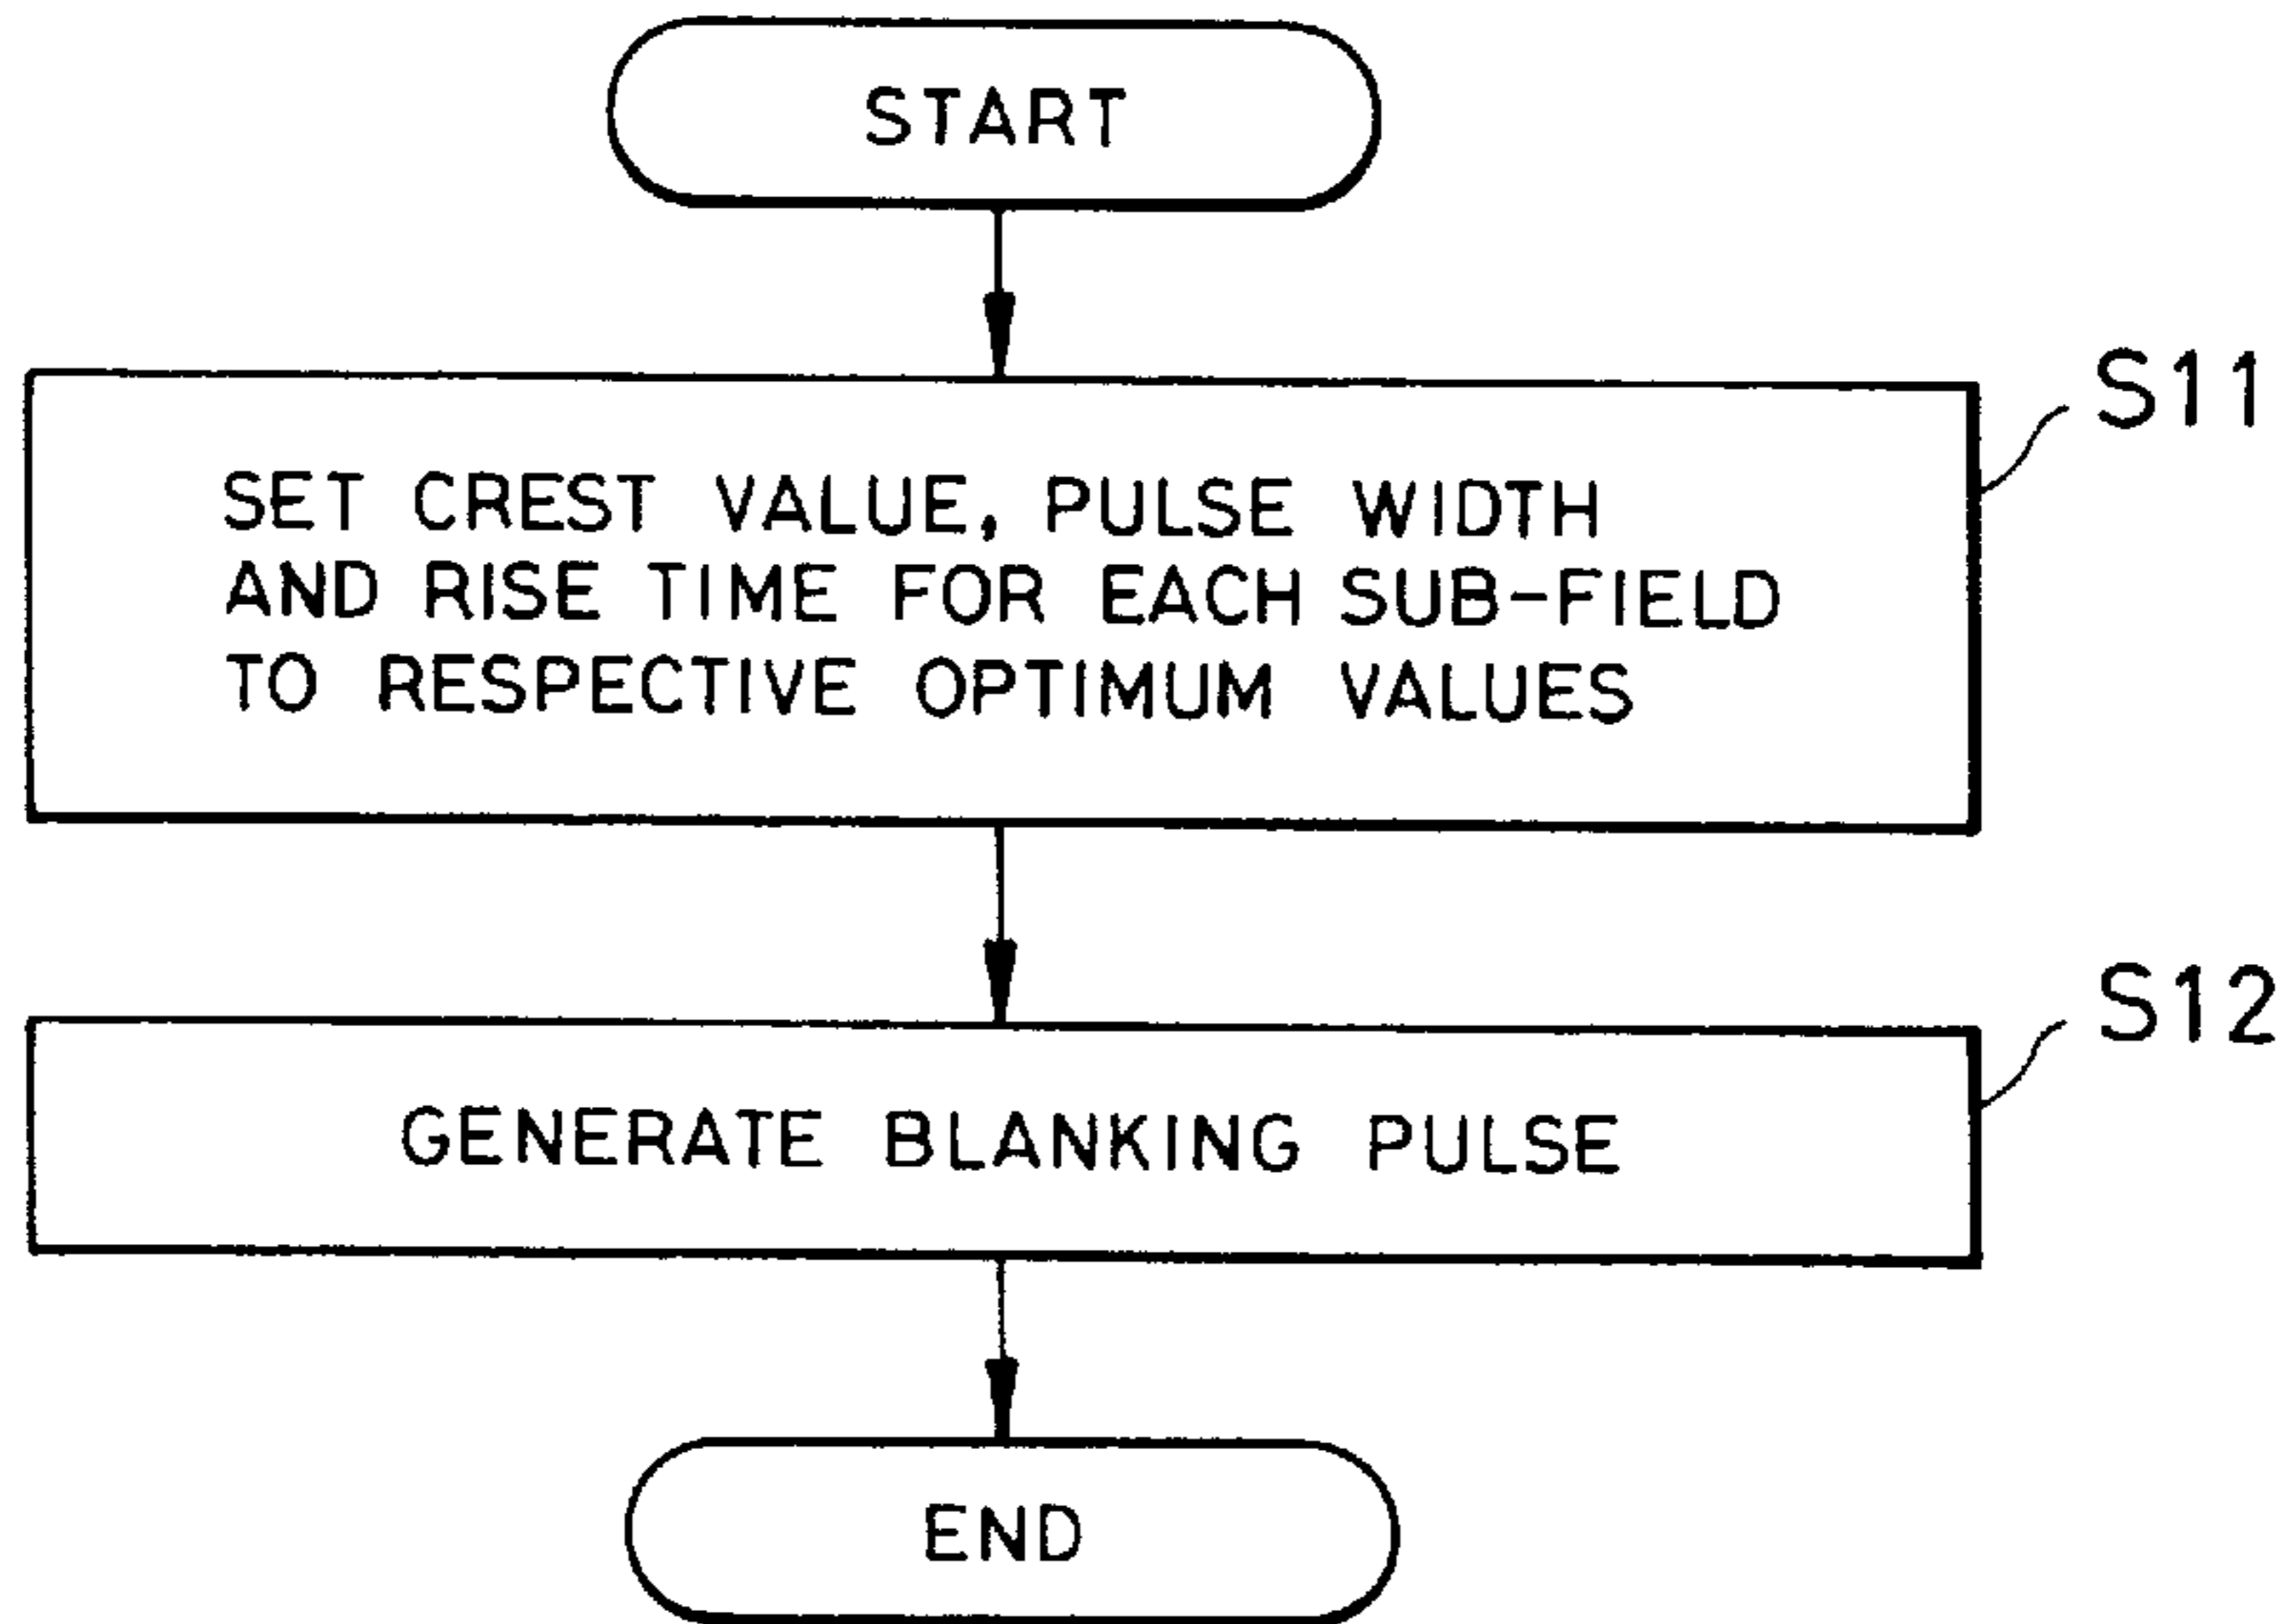 START
S11
SET CREST VALUE, PULSE WIDTH
AND RISE TIME FOR EACH SUB-FIELD
TO RESPECTIVE OPTIMUM VALUES
S12
GENERATE BLANKING PULSE
END